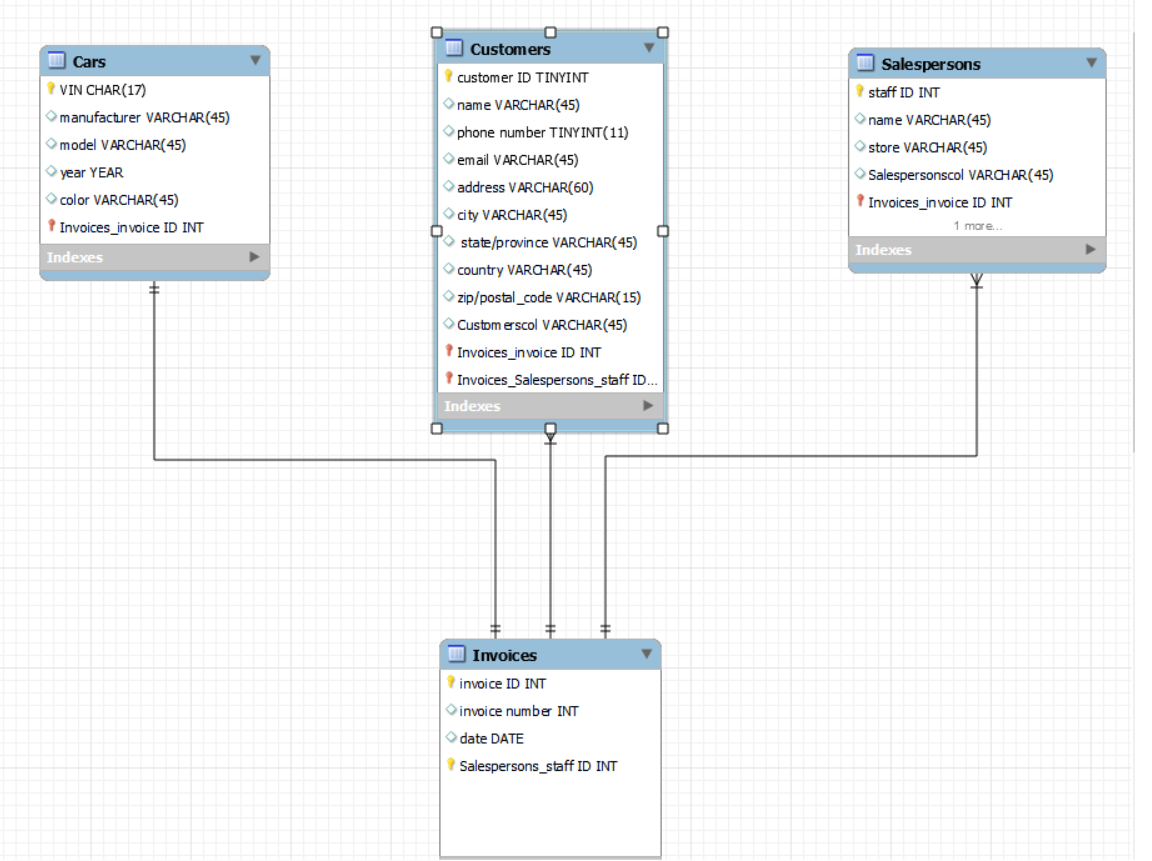 Cars
VIN CHAR(17)
manufacturer VARCHAR(45)
model VARCHAR(45)
year YEAR
color VARCHAR(45)
Invoices_invoice ID INT
Indexes
Customers
customer ID TINYINT
name VARCHAR(45)
phone number TINYINT(11)
email VARCHAR(45)
address VARCHAR(60)
city VARCHAR(45)
state/province VARCHAR(45)
country VARCHAR(45)
zip/postal_code VARCHAR(15)
Customerscol VARCHAR(45)
Invoices_invoice ID INT
Invoices_Salespersons_staff ID...
Indexes
Salespersons
staff ID INT
name VARCHAR(45)
store VARCHAR(45)
Salespersonscol VARCHAR(45)
Invoices_invoice ID INT
1 more...
Indexes
Invoices
invoice ID INT
invoice number INT
date DATE
Salespersons_staff ID INT